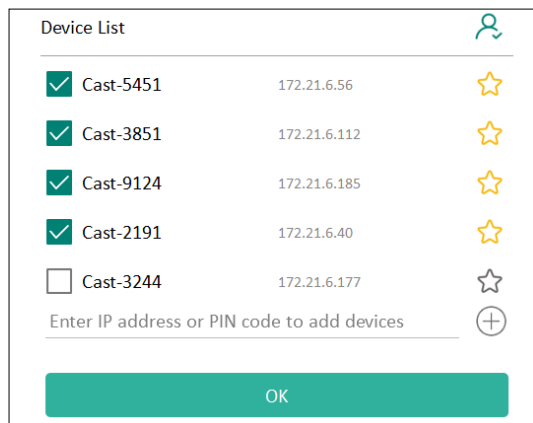 Device List
Cast-5451 172.21.6.56
Cast-3851 172.21.6.112
Cast-9124 172.21.6.185
Cast-2191 172.21.6.40
Cast-3244 172.21.6.177
Enter IP address or PIN code to add devices
OK